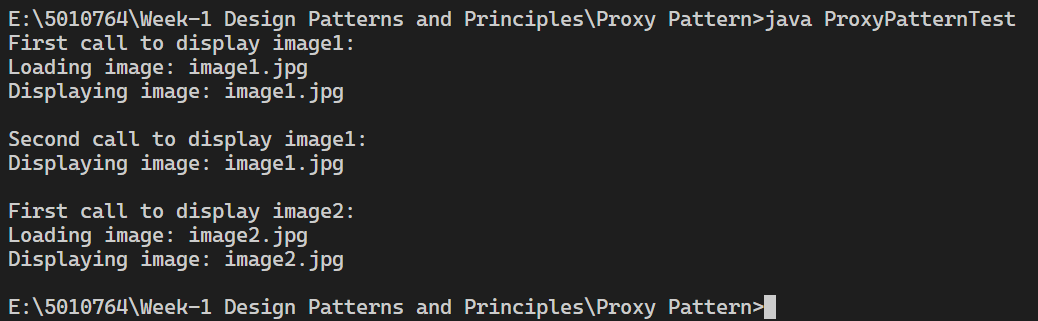 E:\5010764\Week-1 Design Patterns and Principles\Proxy Pattern>java ProxyPatternTest
First call to display image1:
Loading image: image1.jpg
Displaying image: image1.jpg
Second call to display image1:
Displaying image: image1.jpg
First call to display image2:
Loading image: image2.jpg
Displaying image: image2.jpg
E:\5010764\Week-1 Design Patterns and Principles\Proxy Pattern>